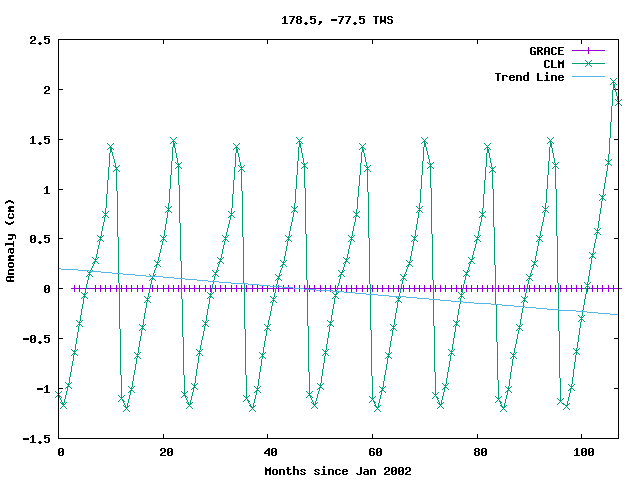 178.5, -77.5 TWS
GRACE
CLM
Trend Line
2.5
2
1.5
1
0.5
0
-0.5
-1
-1.5
Anomaly (cm)
0 20 40 60 80 100
Months since Jan 2002